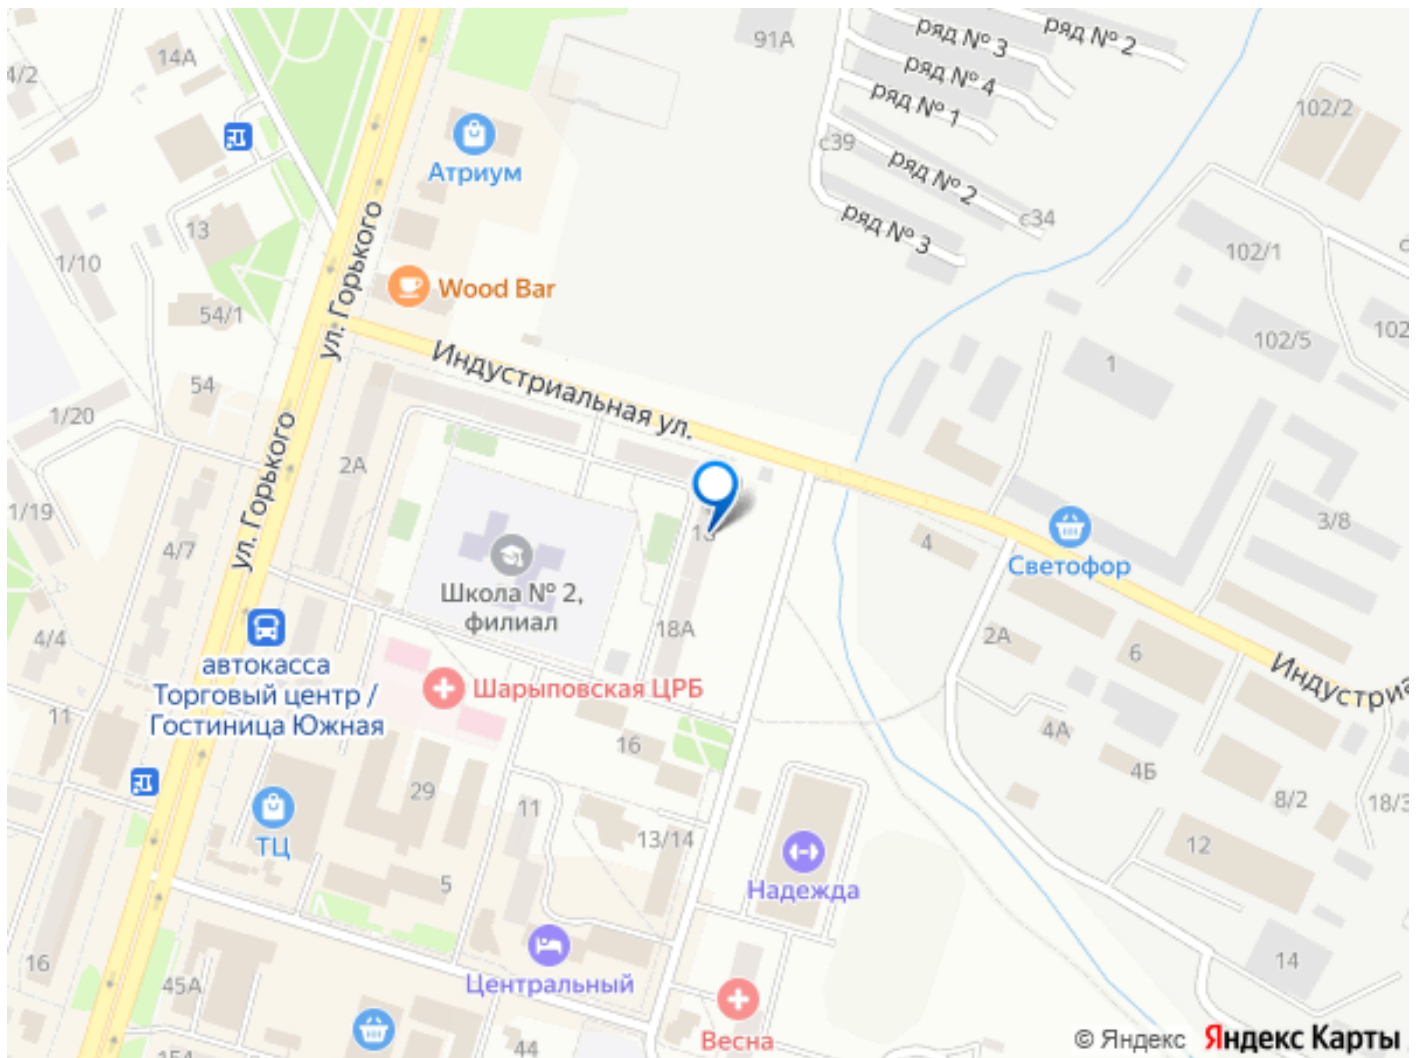 ряд № 2
ряд № 3
91А
14А
4/2
ряд № 4
ряд № 1
102/2
Атриум
с39
ряд № 2
с34
ряд № 3
13
1/10
102/1
ул. Горького
Wood Bar
54/1
102/5
102
Индустриальная ул.
1
54
1/20
2А
ул. Горького
1/19
3/8
4/7
4
Светофор
Школа № 2,
филиал
18А
4/4
2А
6
автокасса
Торговый центр /
Гостиница Южная
Шарыповская ЦРБ
Индустриа
11
16
4А
4Б
29
11
8/2
18/3
ТЦ
13/14
12
Надежда
5
16
45А
Центральный
14
Весна
44
© Яндекс Яндекс Карты